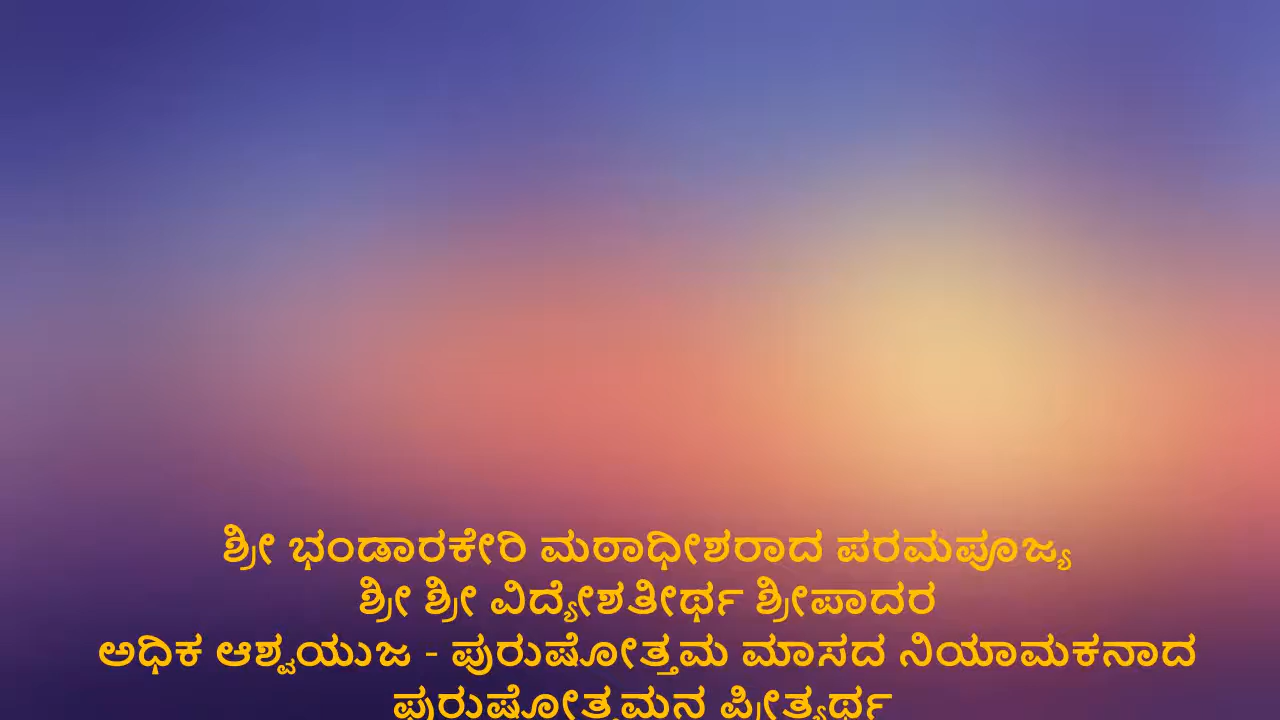 ಶ್ರೀ ಭಂಡಾರಕೇರಿ ಮಠಾಧೀಶರಾದ ಪರಮಪೂಜ್ಯ
ಶ್ರೀ ಶ್ರೀ ವಿದ್ಯೇಶತೀರ್ಥ ಶ್ರೀಪಾದರ
ಅಧಿಕ ಆಶ್ವಯುಜ - ಪುರುಷೋತ್ತಮ ಮಾಸದ ನಿಯಾಮಕನಾದ
ಪುರುಷೋತ್ತಮನ ಪ್ರೀತ್ಯರ್ಥ